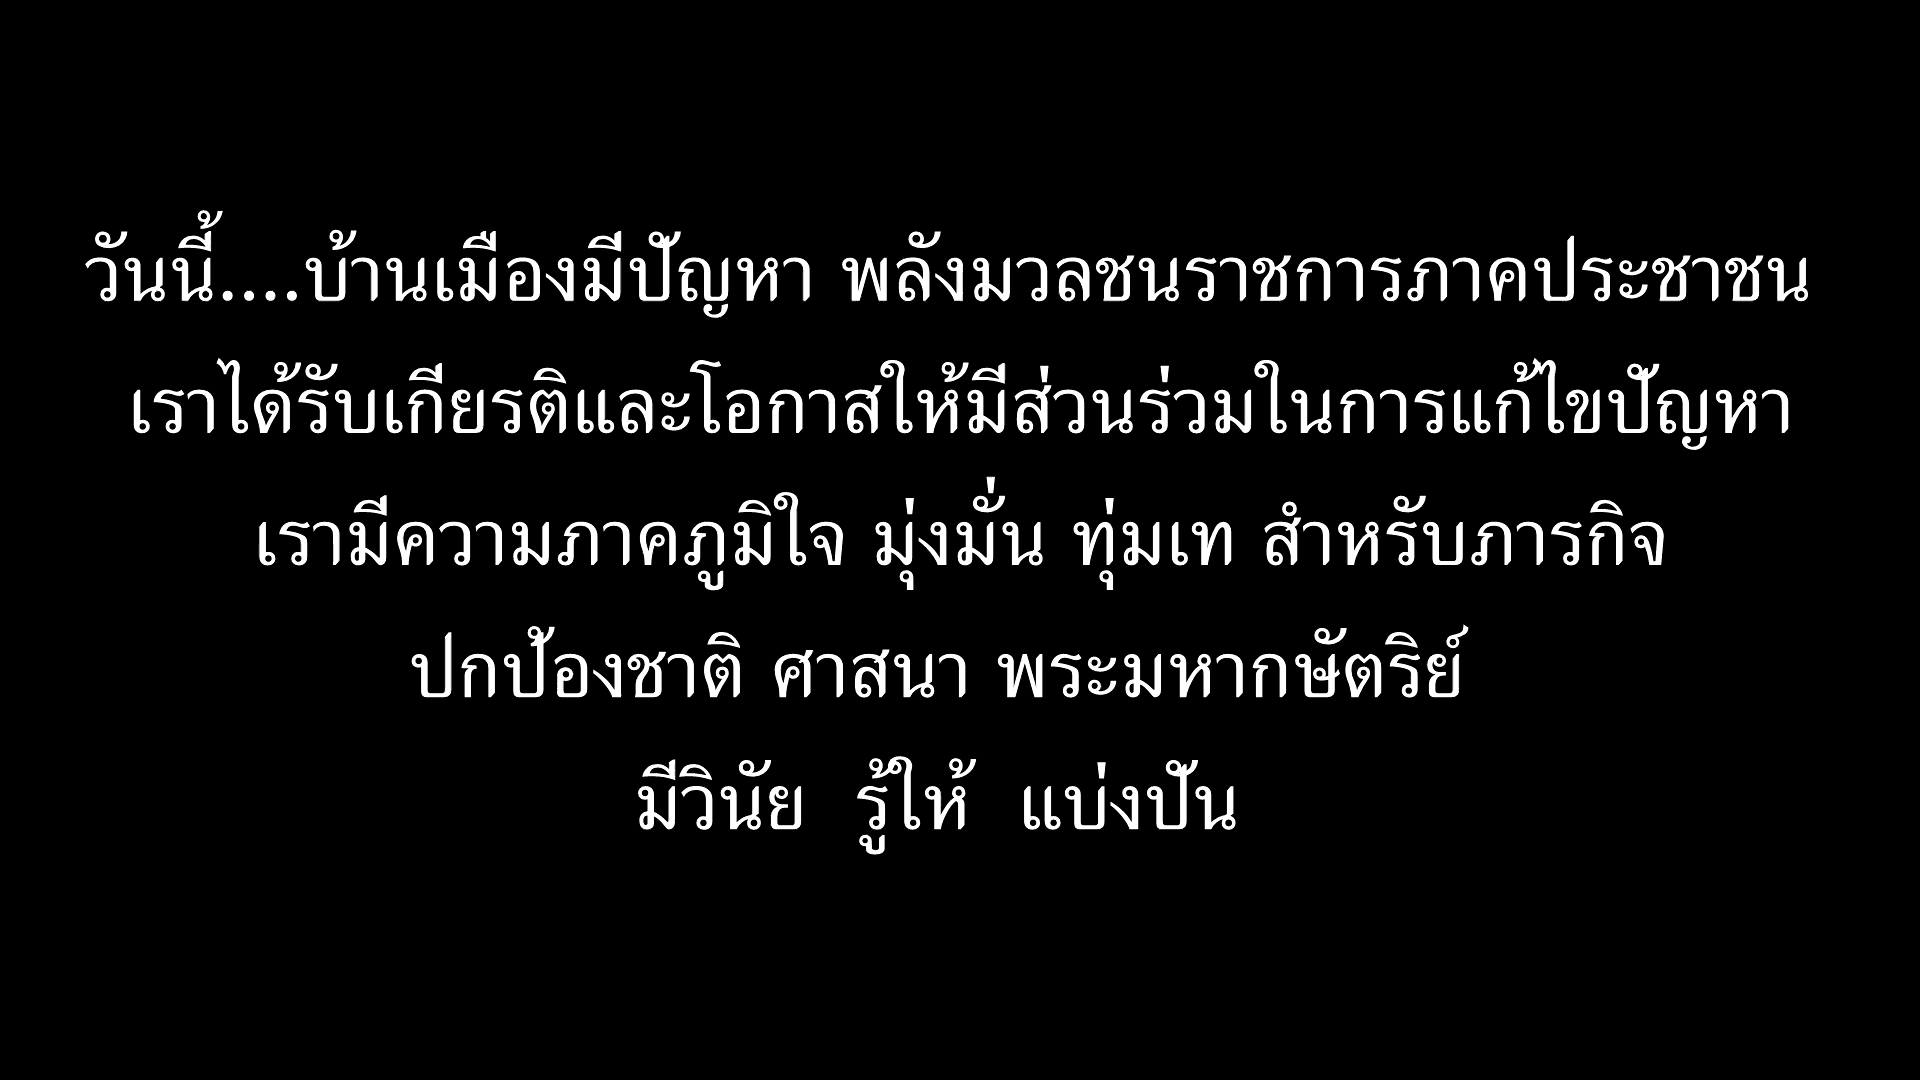 วันนี้....บ้านเมืองมีปัญหา พลังมวลชนราชการภาคประชาชน
เราได้รับเกียรติและโอกาสให้มีส่วนร่วมในการแก้ไขปัญหา
เรามีความภาคภูมิใจ มุ่งมั่น ทุ่มเท สำหรับภารกิจ
ปกป้องชาติ ศาสนา พระมหากษัตริย์
มีวินัย รู้ให้ แบ่งปัน